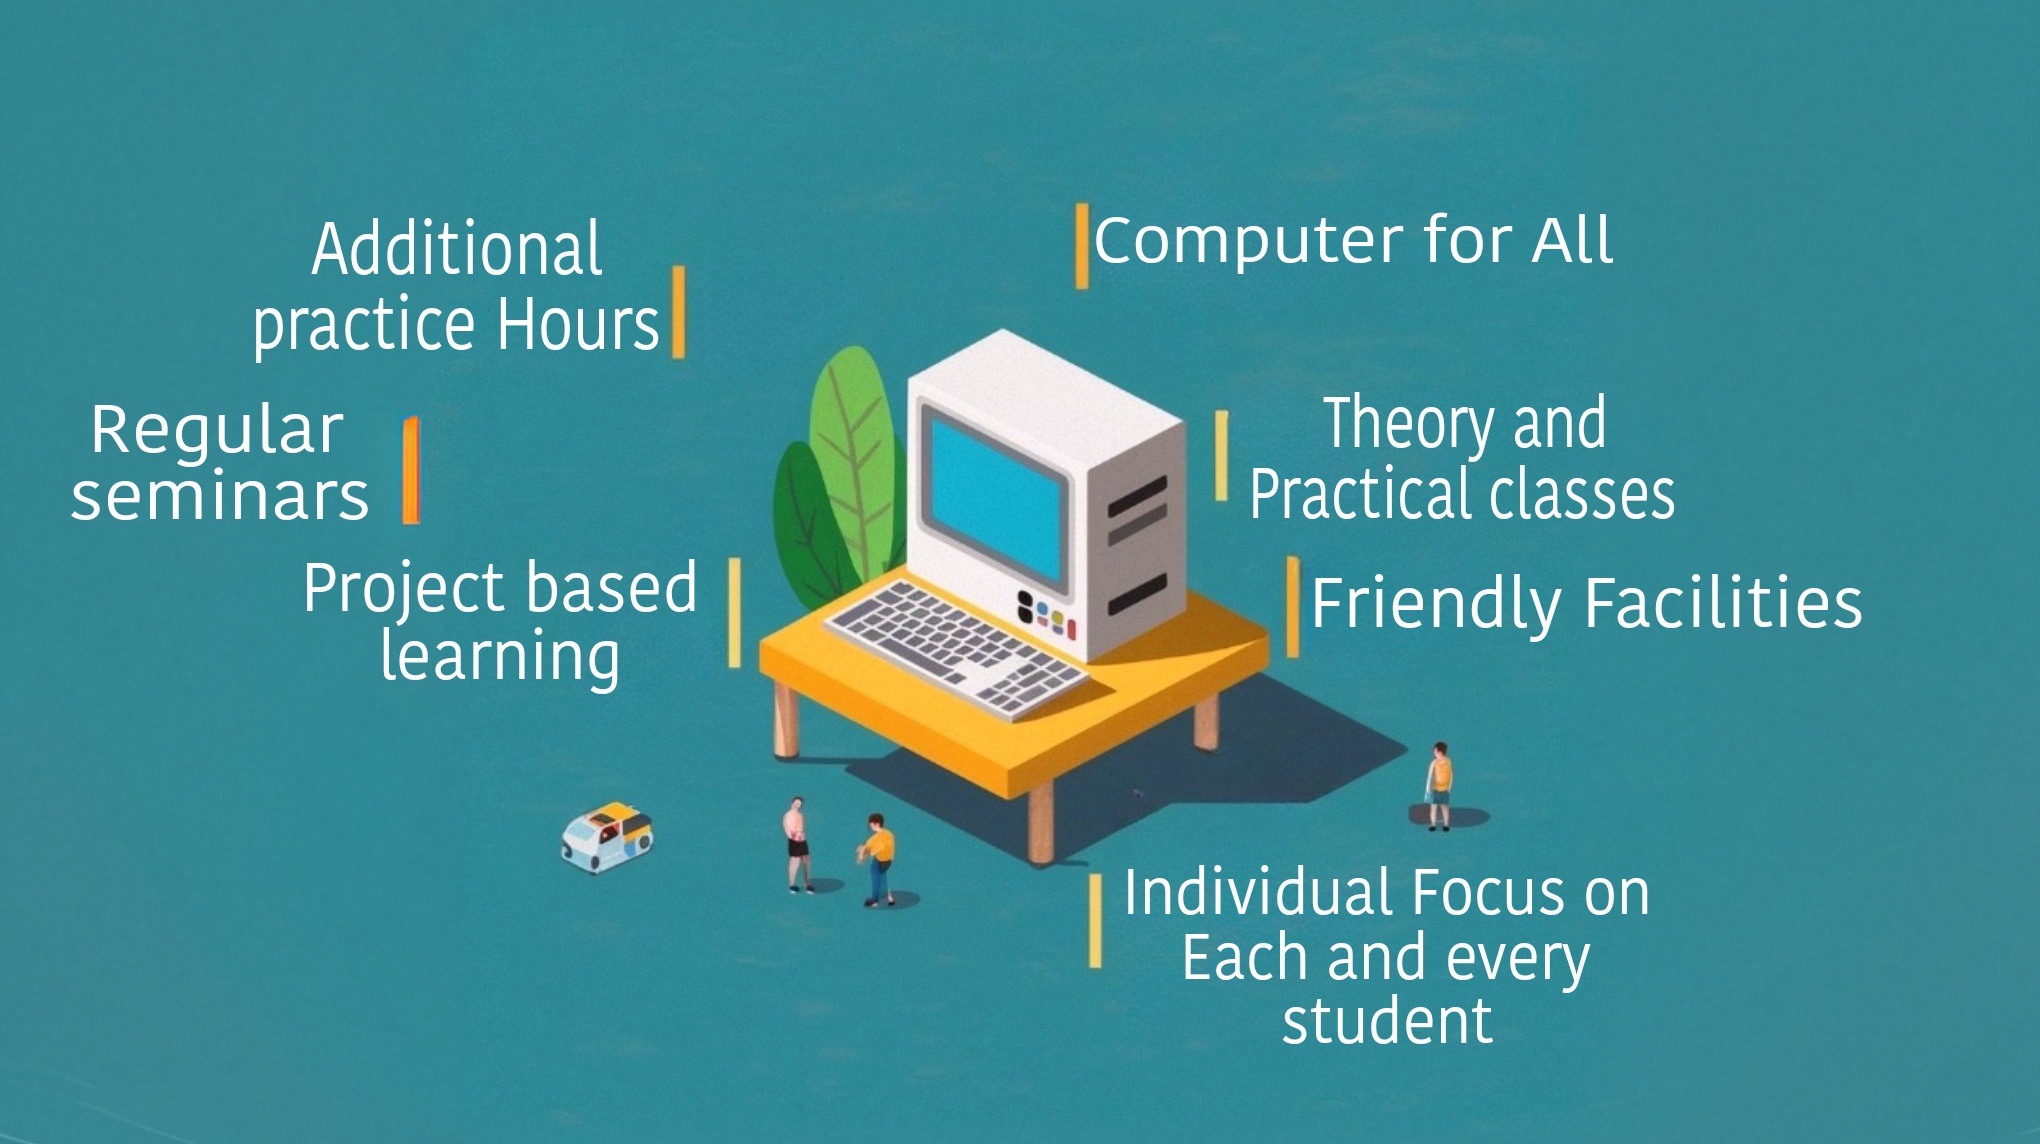 Additional
practice Hours
Regular
seminars
Project based
learning
Computer for All
Theory and
Practical classes
Friendly Facilities
Individual Focus on
Each and every
student